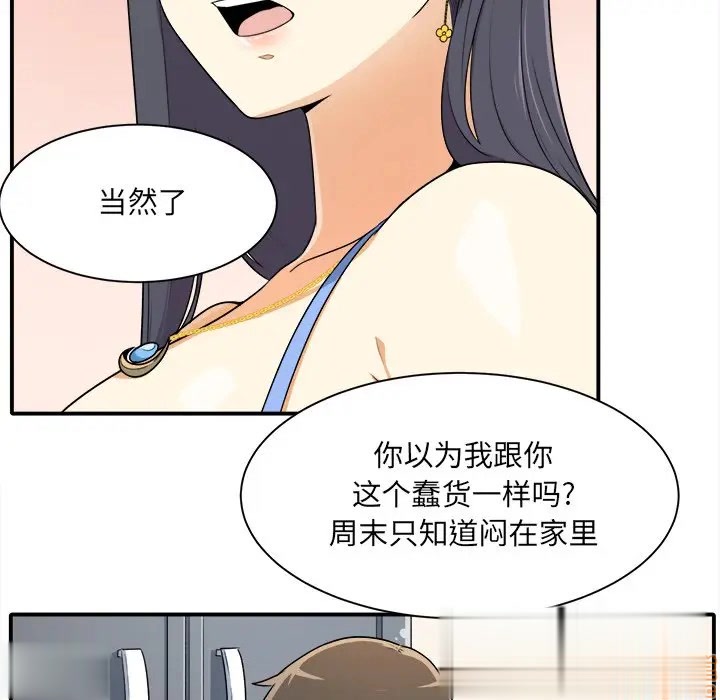 当然了
你以为我跟你
这个蠢货一样吗?
周末只知道闷在家里